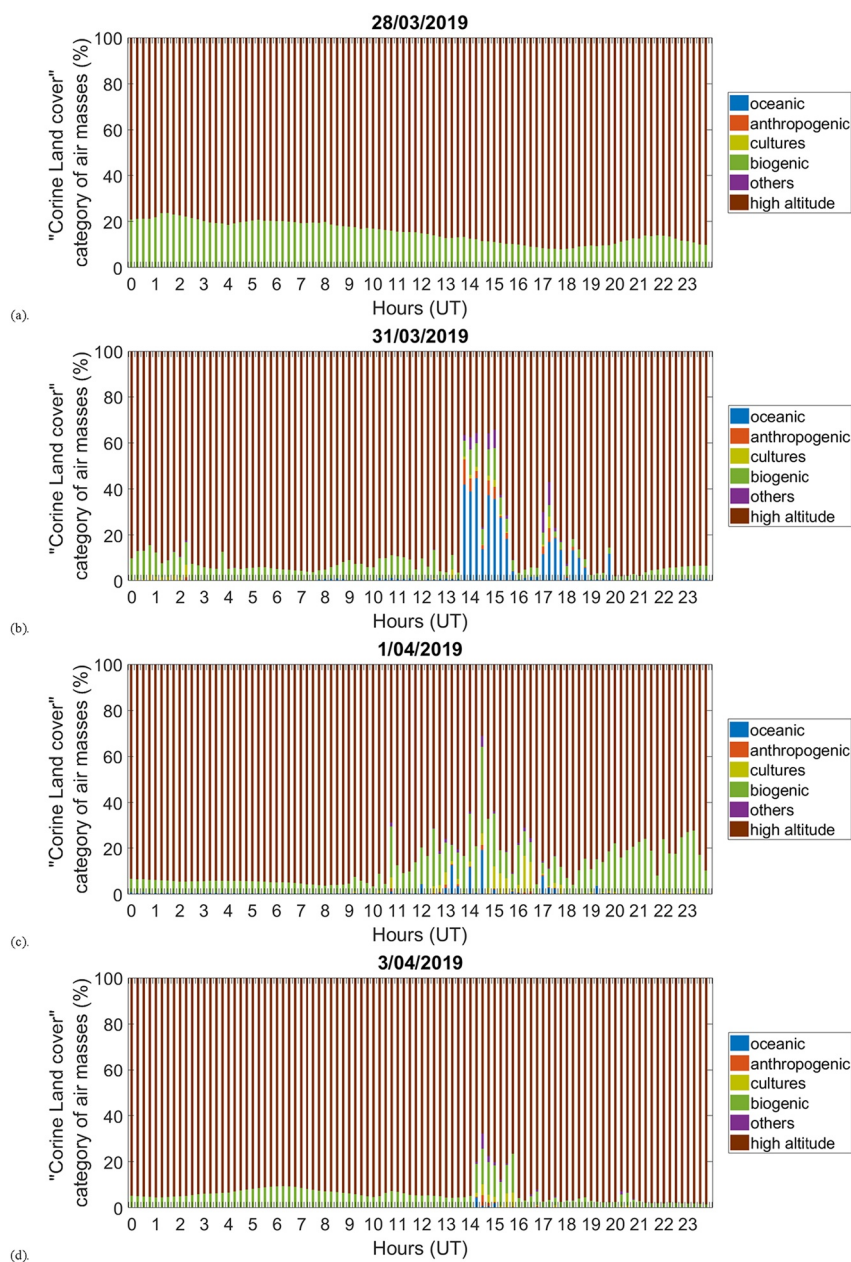 28/03/2019
100
80
60
40
20
0
"Corine Land cover"
category of air masses (%)
0 1 2 3 4 5 6 7 8 9 10 11 12 13 14 15 16 17 18 19 20 21 22 23
Hours (UT)
oceanic
anthropogenic
cultures
biogenic
others
high altitude
(a).
31/03/2019
100
80
60
40
20
0
"Corine Land cover"
category of air masses (%)
0 1 2 3 4 5 6 7 8 9 10 11 12 13 14 15 16 17 18 19 20 21 22 23
Hours (UT)
oceanic
anthropogenic
cultures
biogenic
others
high altitude
(b).
1/04/2019
100
80
60
40
20
0
"Corine Land cover"
category of air masses (%)
0 1 2 3 4 5 6 7 8 9 10 11 12 13 14 15 16 17 18 19 20 21 22 23
Hours (UT)
oceanic
anthropogenic
cultures
biogenic
others
high altitude
(c).
3/04/2019
100
80
60
40
20
0
"Corine Land cover"
category of air masses (%)
0 1 2 3 4 5 6 7 8 9 10 11 12 13 14 15 16 17 18 19 20 21 22 23
Hours (UT)
oceanic
anthropogenic
cultures
biogenic
others
high altitude
(d).